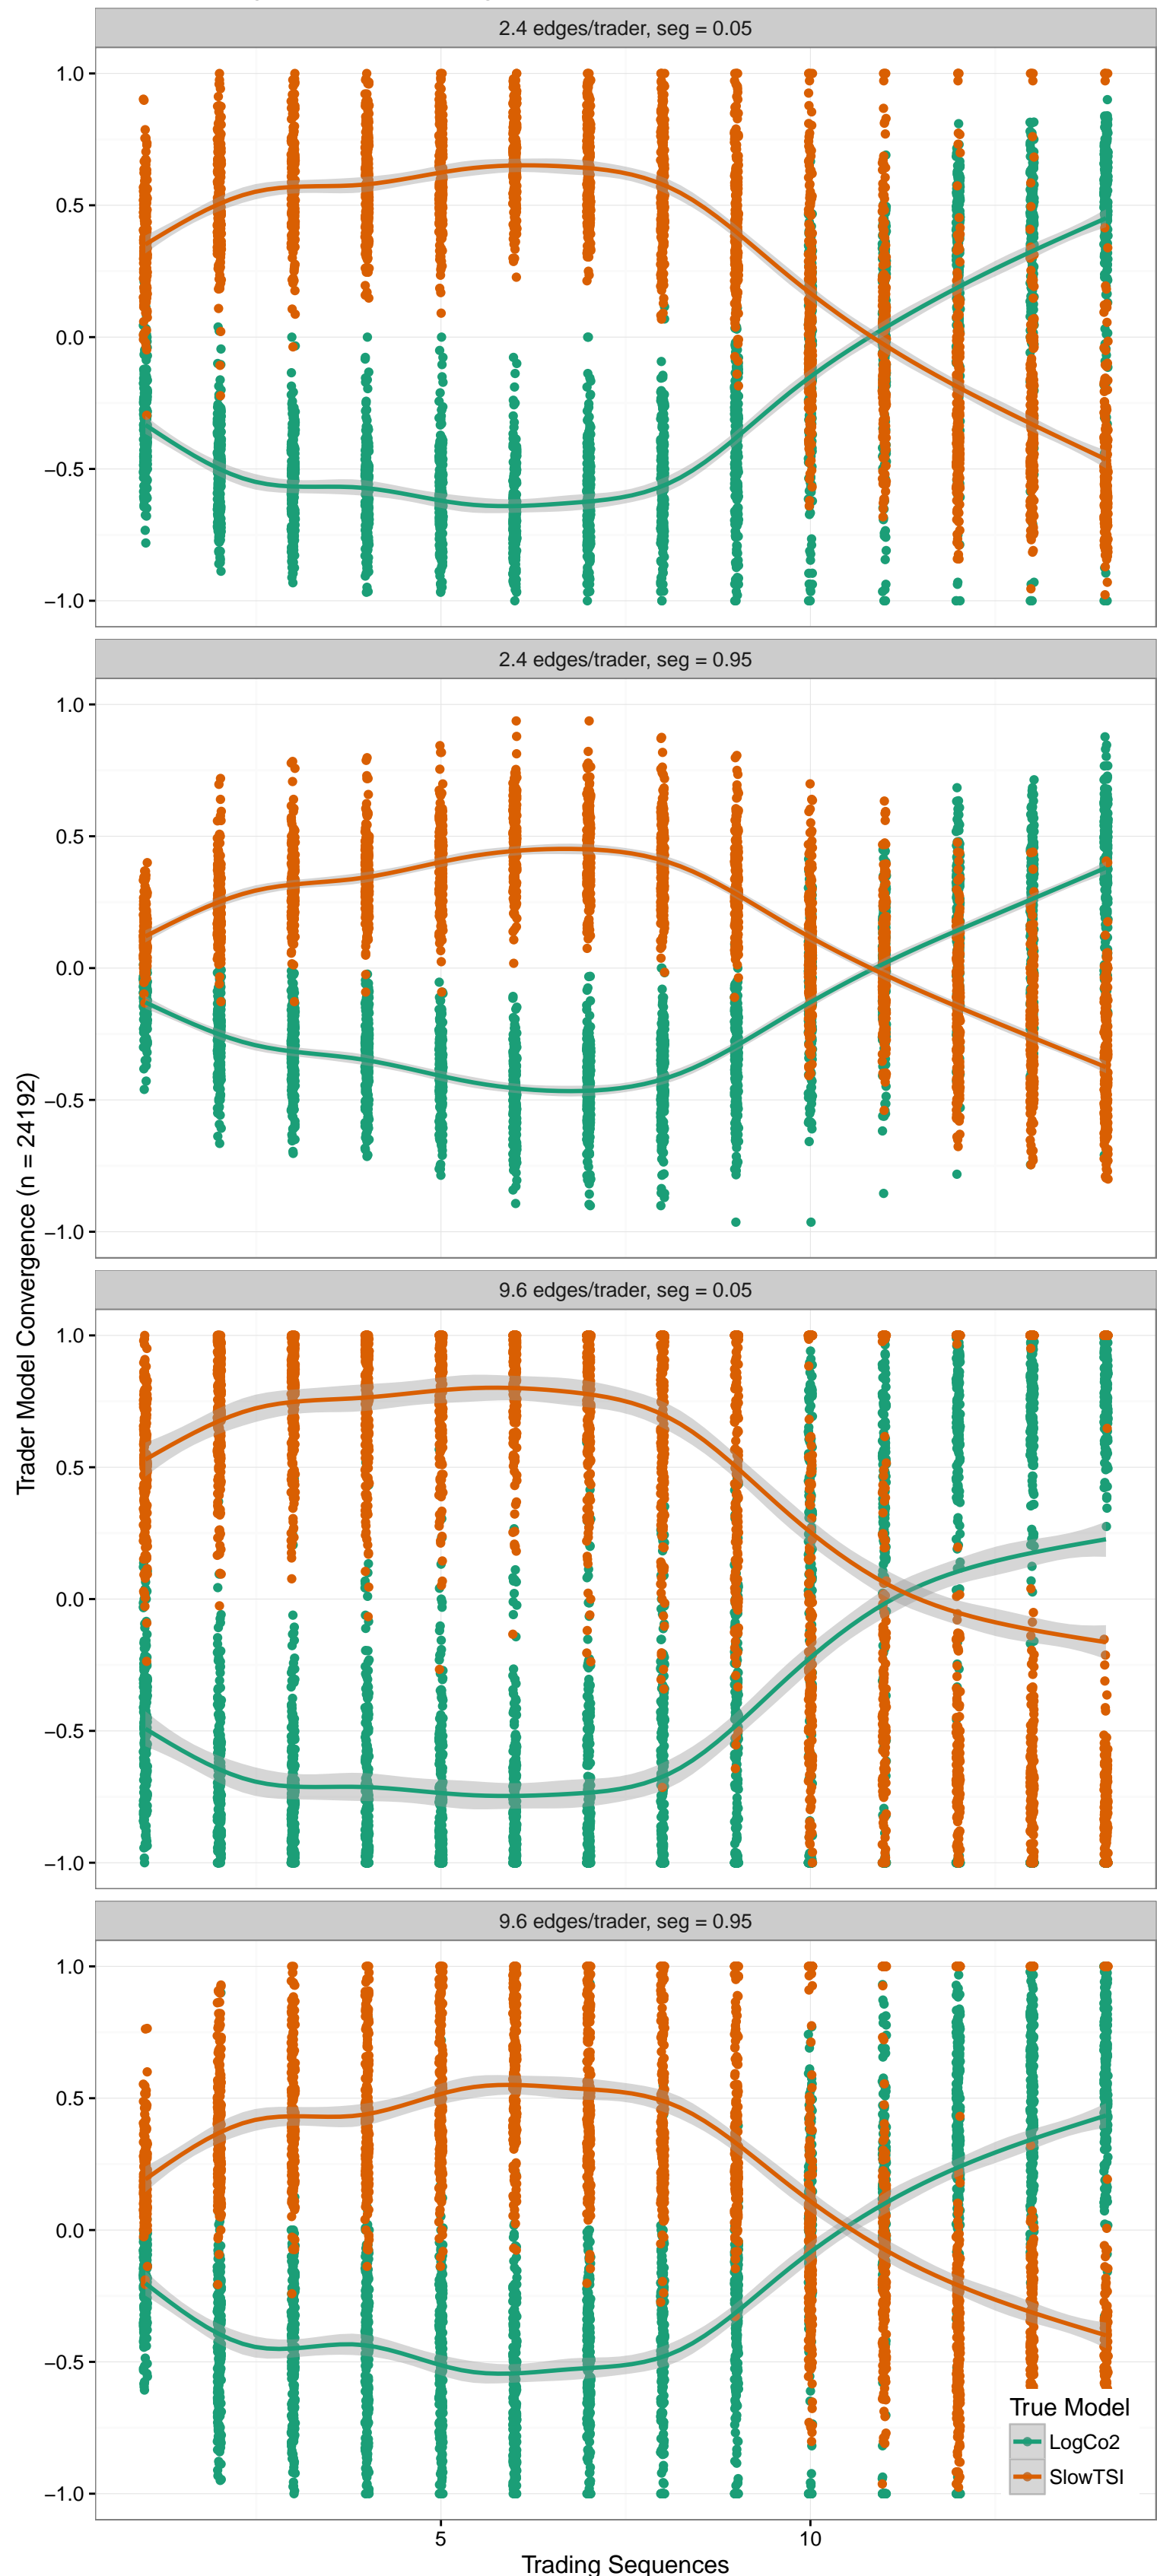 2.4 edges/trader, seg = 0.05
1.0
0.5
0.0
−0.5
−1.0
2.4 edges/trader, seg = 0.95
1.0
0.5
0.0
−0.5
−1.0
Trader Model Convergence (n = 24192)
9.6 edges/trader, seg = 0.05
1.0
0.5
0.0
−0.5
−1.0
9.6 edges/trader, seg = 0.95
1.0
0.5
0.0
−0.5
−1.0
True Model
LogCo2
SlowTSI
5
10
Trading Sequences